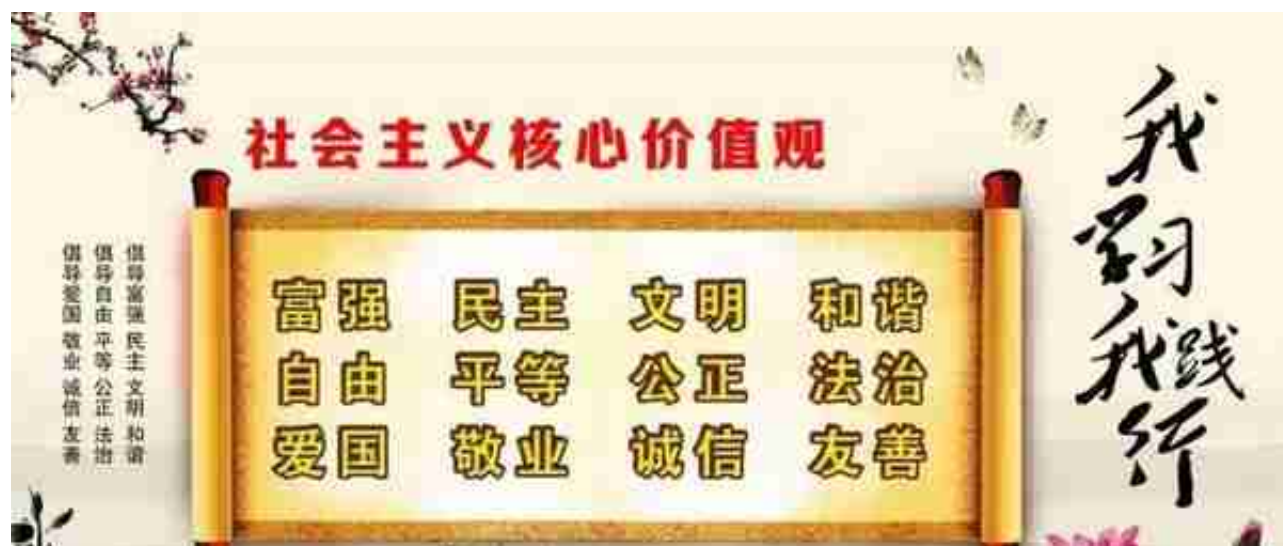 社会主义核心价值观
富强 民主 文明 和谐
自由 平等 公正 法治
爱国 敬业 诚信 友善
倡导富强 民主 文明 和谐
倡导自由 平等 公正 法治
倡导爱国 敬业 诚信 友善
我
学习
我践
行